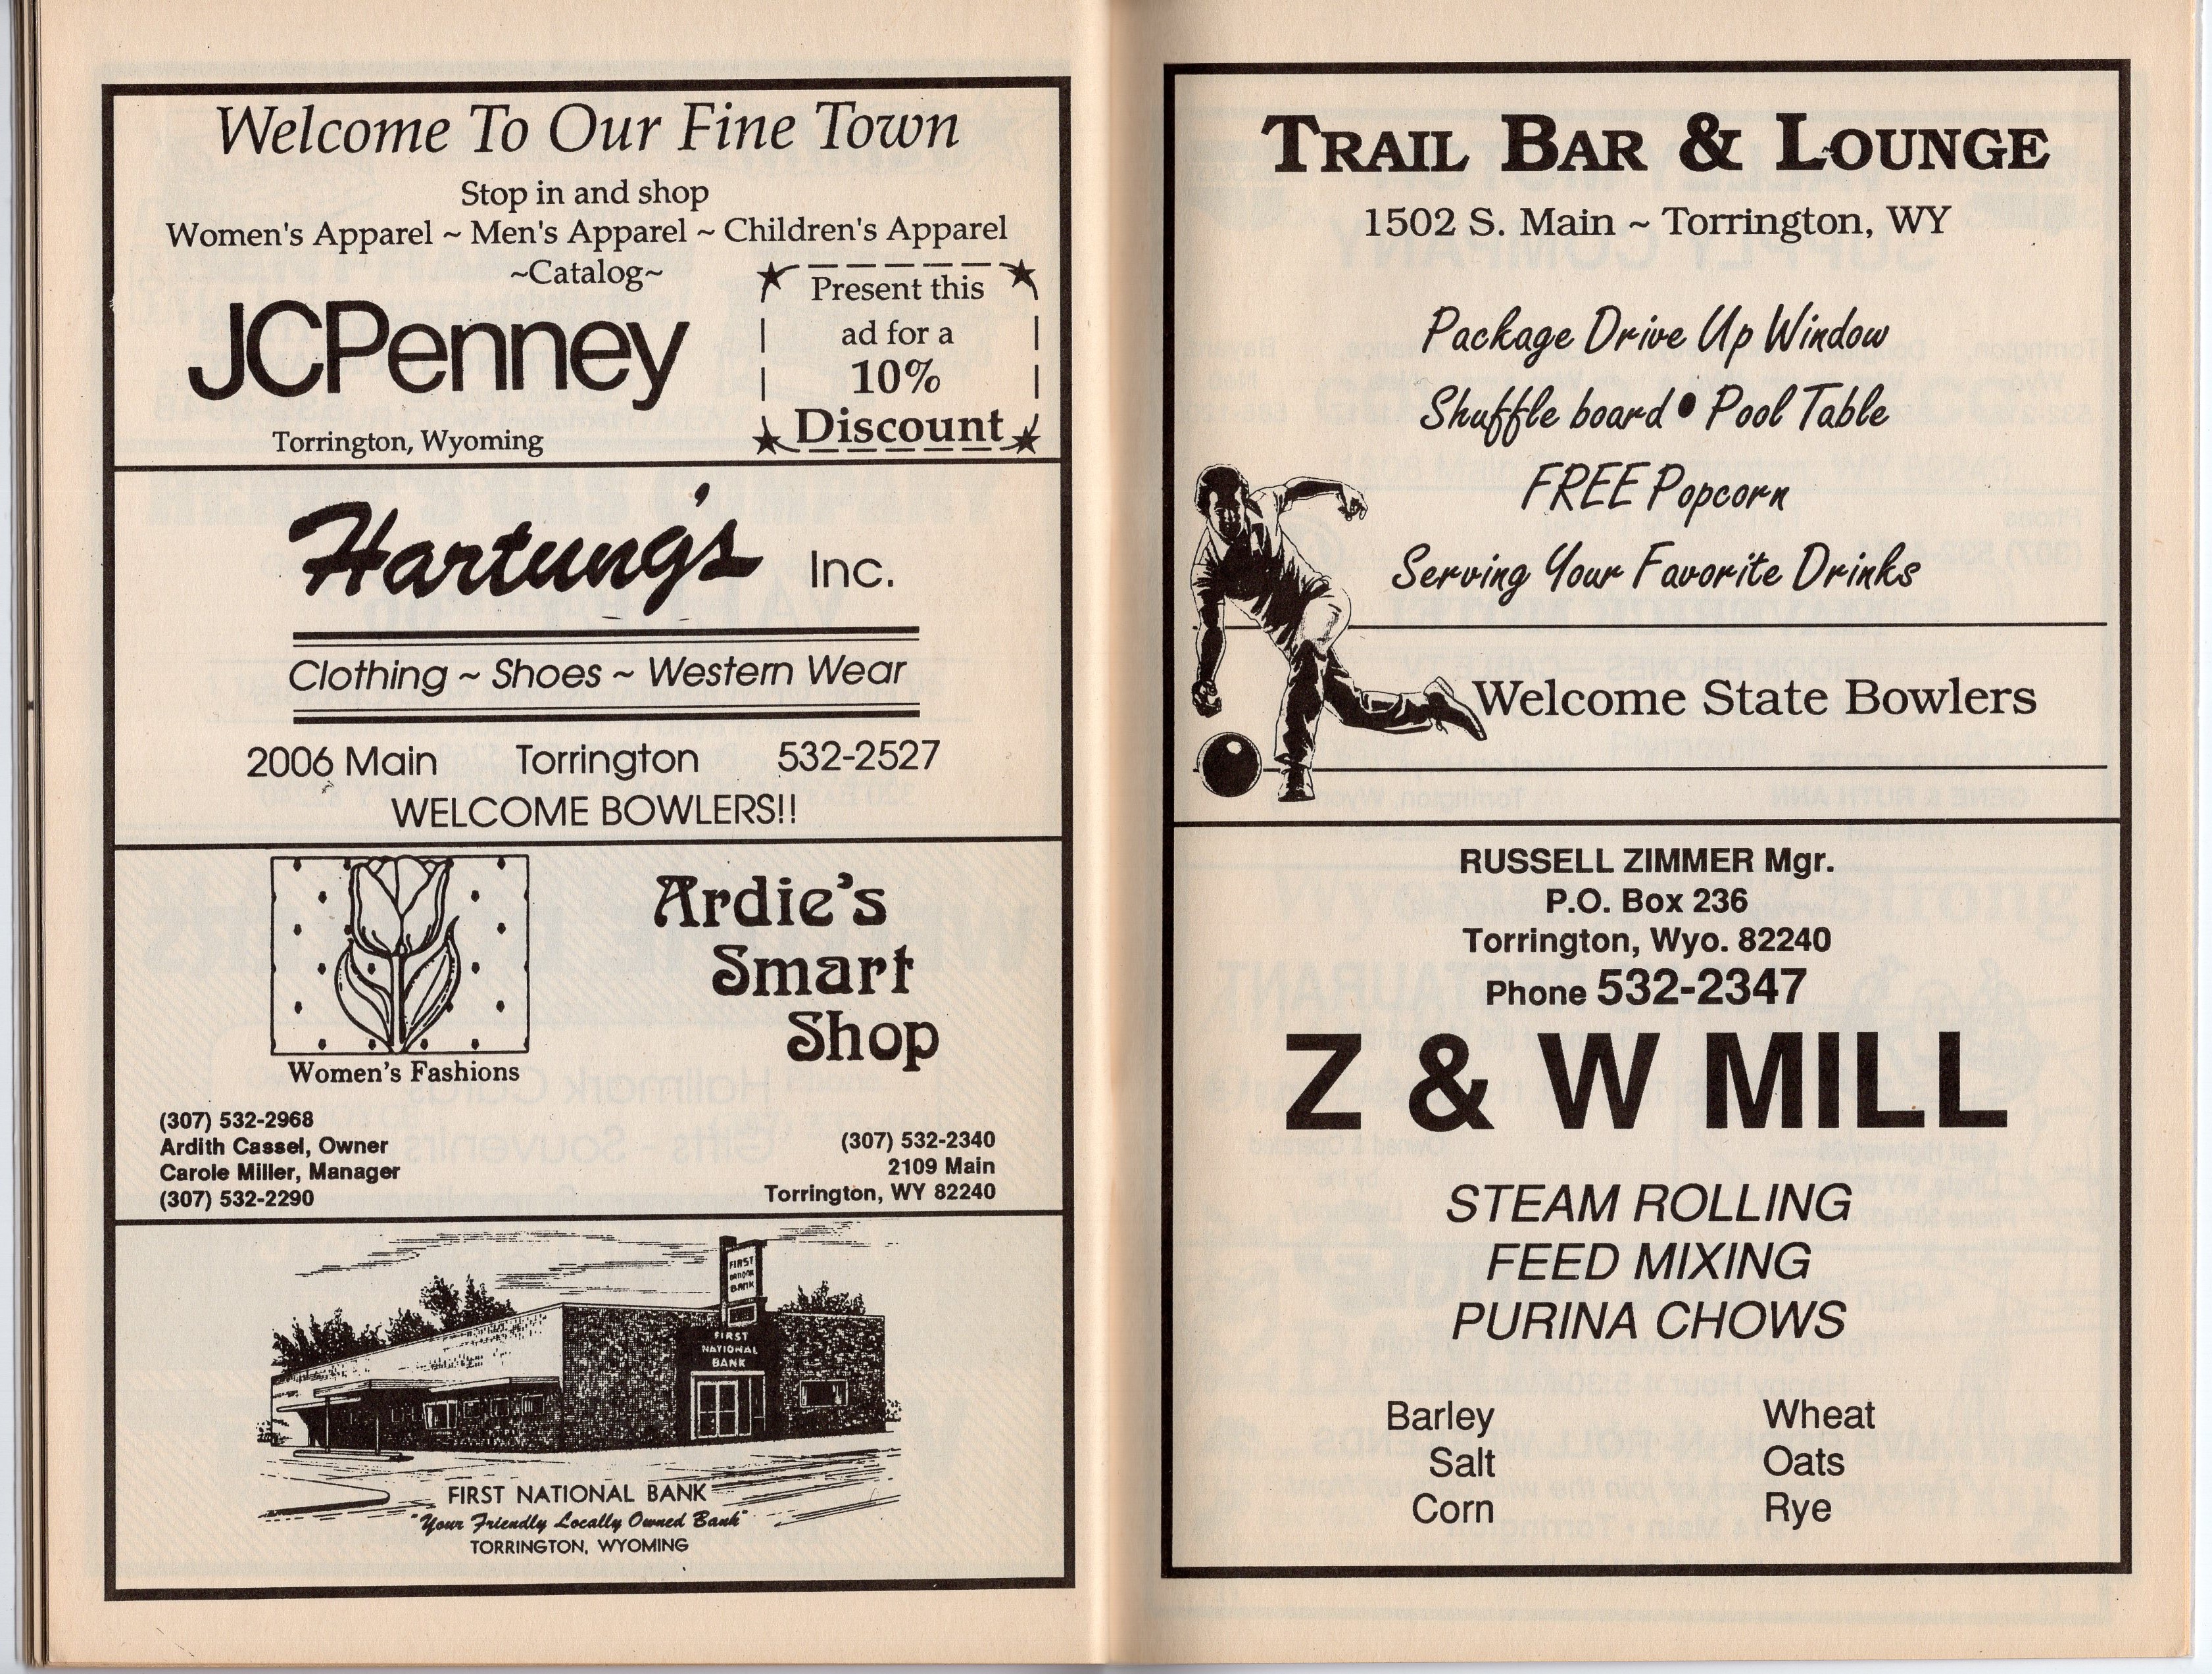 Welcome To Our Fine Town
Stop in and shop
Women's Apparel ~ Men's Apparel ~ Children's Apparel
~Catalog~
JCPenney
Torrington, Wyoming
Present this
ad for a
10%
Discount
Hartung's Inc.
Clothing ~ Shoes ~ Western Wear
2006 Main Torrington 532-2527
WELCOME BOWLERS!!
Ardie's
Smart
Shop
Women's Fashions
(307) 532-2968
Ardith Cassel, Owner
Carole Miller, Manager
(307) 532-2290
(307) 532-2340
2109 Main
Torrington, WY 82240
FIRST
NATIONAL
BANK
FIRST
NATIONAL
BANK
FIRST NATIONAL BANK
"Your Friendly Locally Owned Bank"
TORRINGTON, WYOMING
TRAIL BAR & LOUNGE
1502 S. Main ~ Torrington, WY
Package Drive Up Window
Shuffle board • Pool Table
FREE Popcorn
Serving Your Favorite Drinks
Welcome State Bowlers
RUSSELL ZIMMER Mgr.
P.O. Box 236
Torrington, Wyo. 82240
Phone 532-2347
Z & W MILL
STEAM ROLLING
FEED MIXING
PURINA CHOWS
Barley Wheat
Salt Oats
Corn Rye